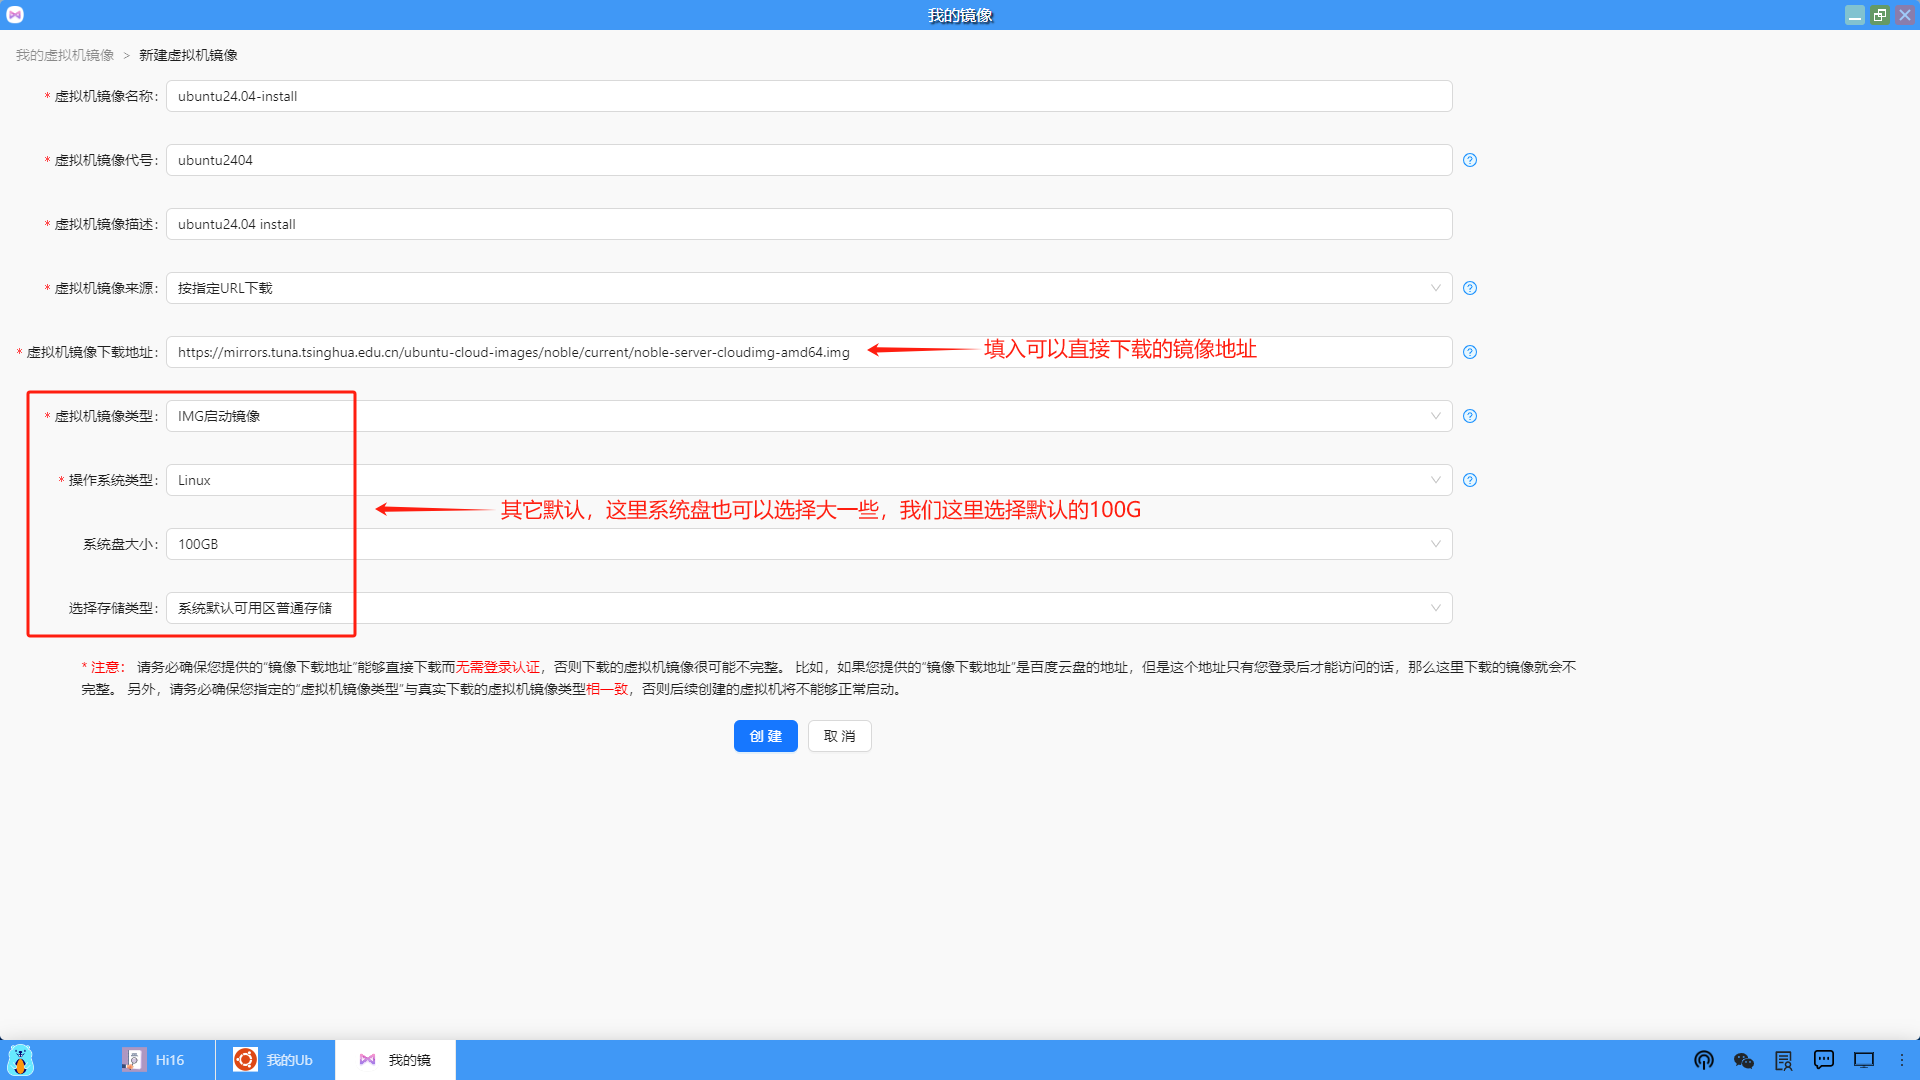 我的镜像
我的虚拟机镜像 > 新建虚拟机镜像
* 虚拟机镜像名称： ubuntu24.04-install
* 虚拟机镜像代号： ubuntu2404
* 虚拟机镜像描述： ubuntu24.04 install
* 虚拟机镜像来源： 按指定URL下载
* 虚拟机镜像下载地址： https://mirrors.tuna.tsinghua.edu.cn/ubuntu-cloud-images/noble/current/noble-server-cloudimg-amd64.img 填入可以直接下载的镜像地址
* 虚拟机镜像类型： IMG启动镜像
* 操作系统类型： Linux
其它默认，这里系统盘也可以选择大一些，我们这里选择默认的100G
系统盘大小： 100GB
选择存储类型： 系统默认可用区普通存储
* 注意： 请务必确保您提供的“镜像下载地址”能够直接下载而无需登录认证，否则下载的虚拟机镜像很可能不完整。 比如，如果您提供的“镜像下载地址”是百度云盘的地址，但是这个地址只有您登录后才能访问的话，那么这里下载的镜像就会不
完整。 另外，请务必确保您指定的“虚拟机镜像类型”与真实下载的虚拟机镜像类型相一致，否则后续创建的虚拟机将不能够正常启动。
创 建 取 消
Hi16 我的Ub 我的镜